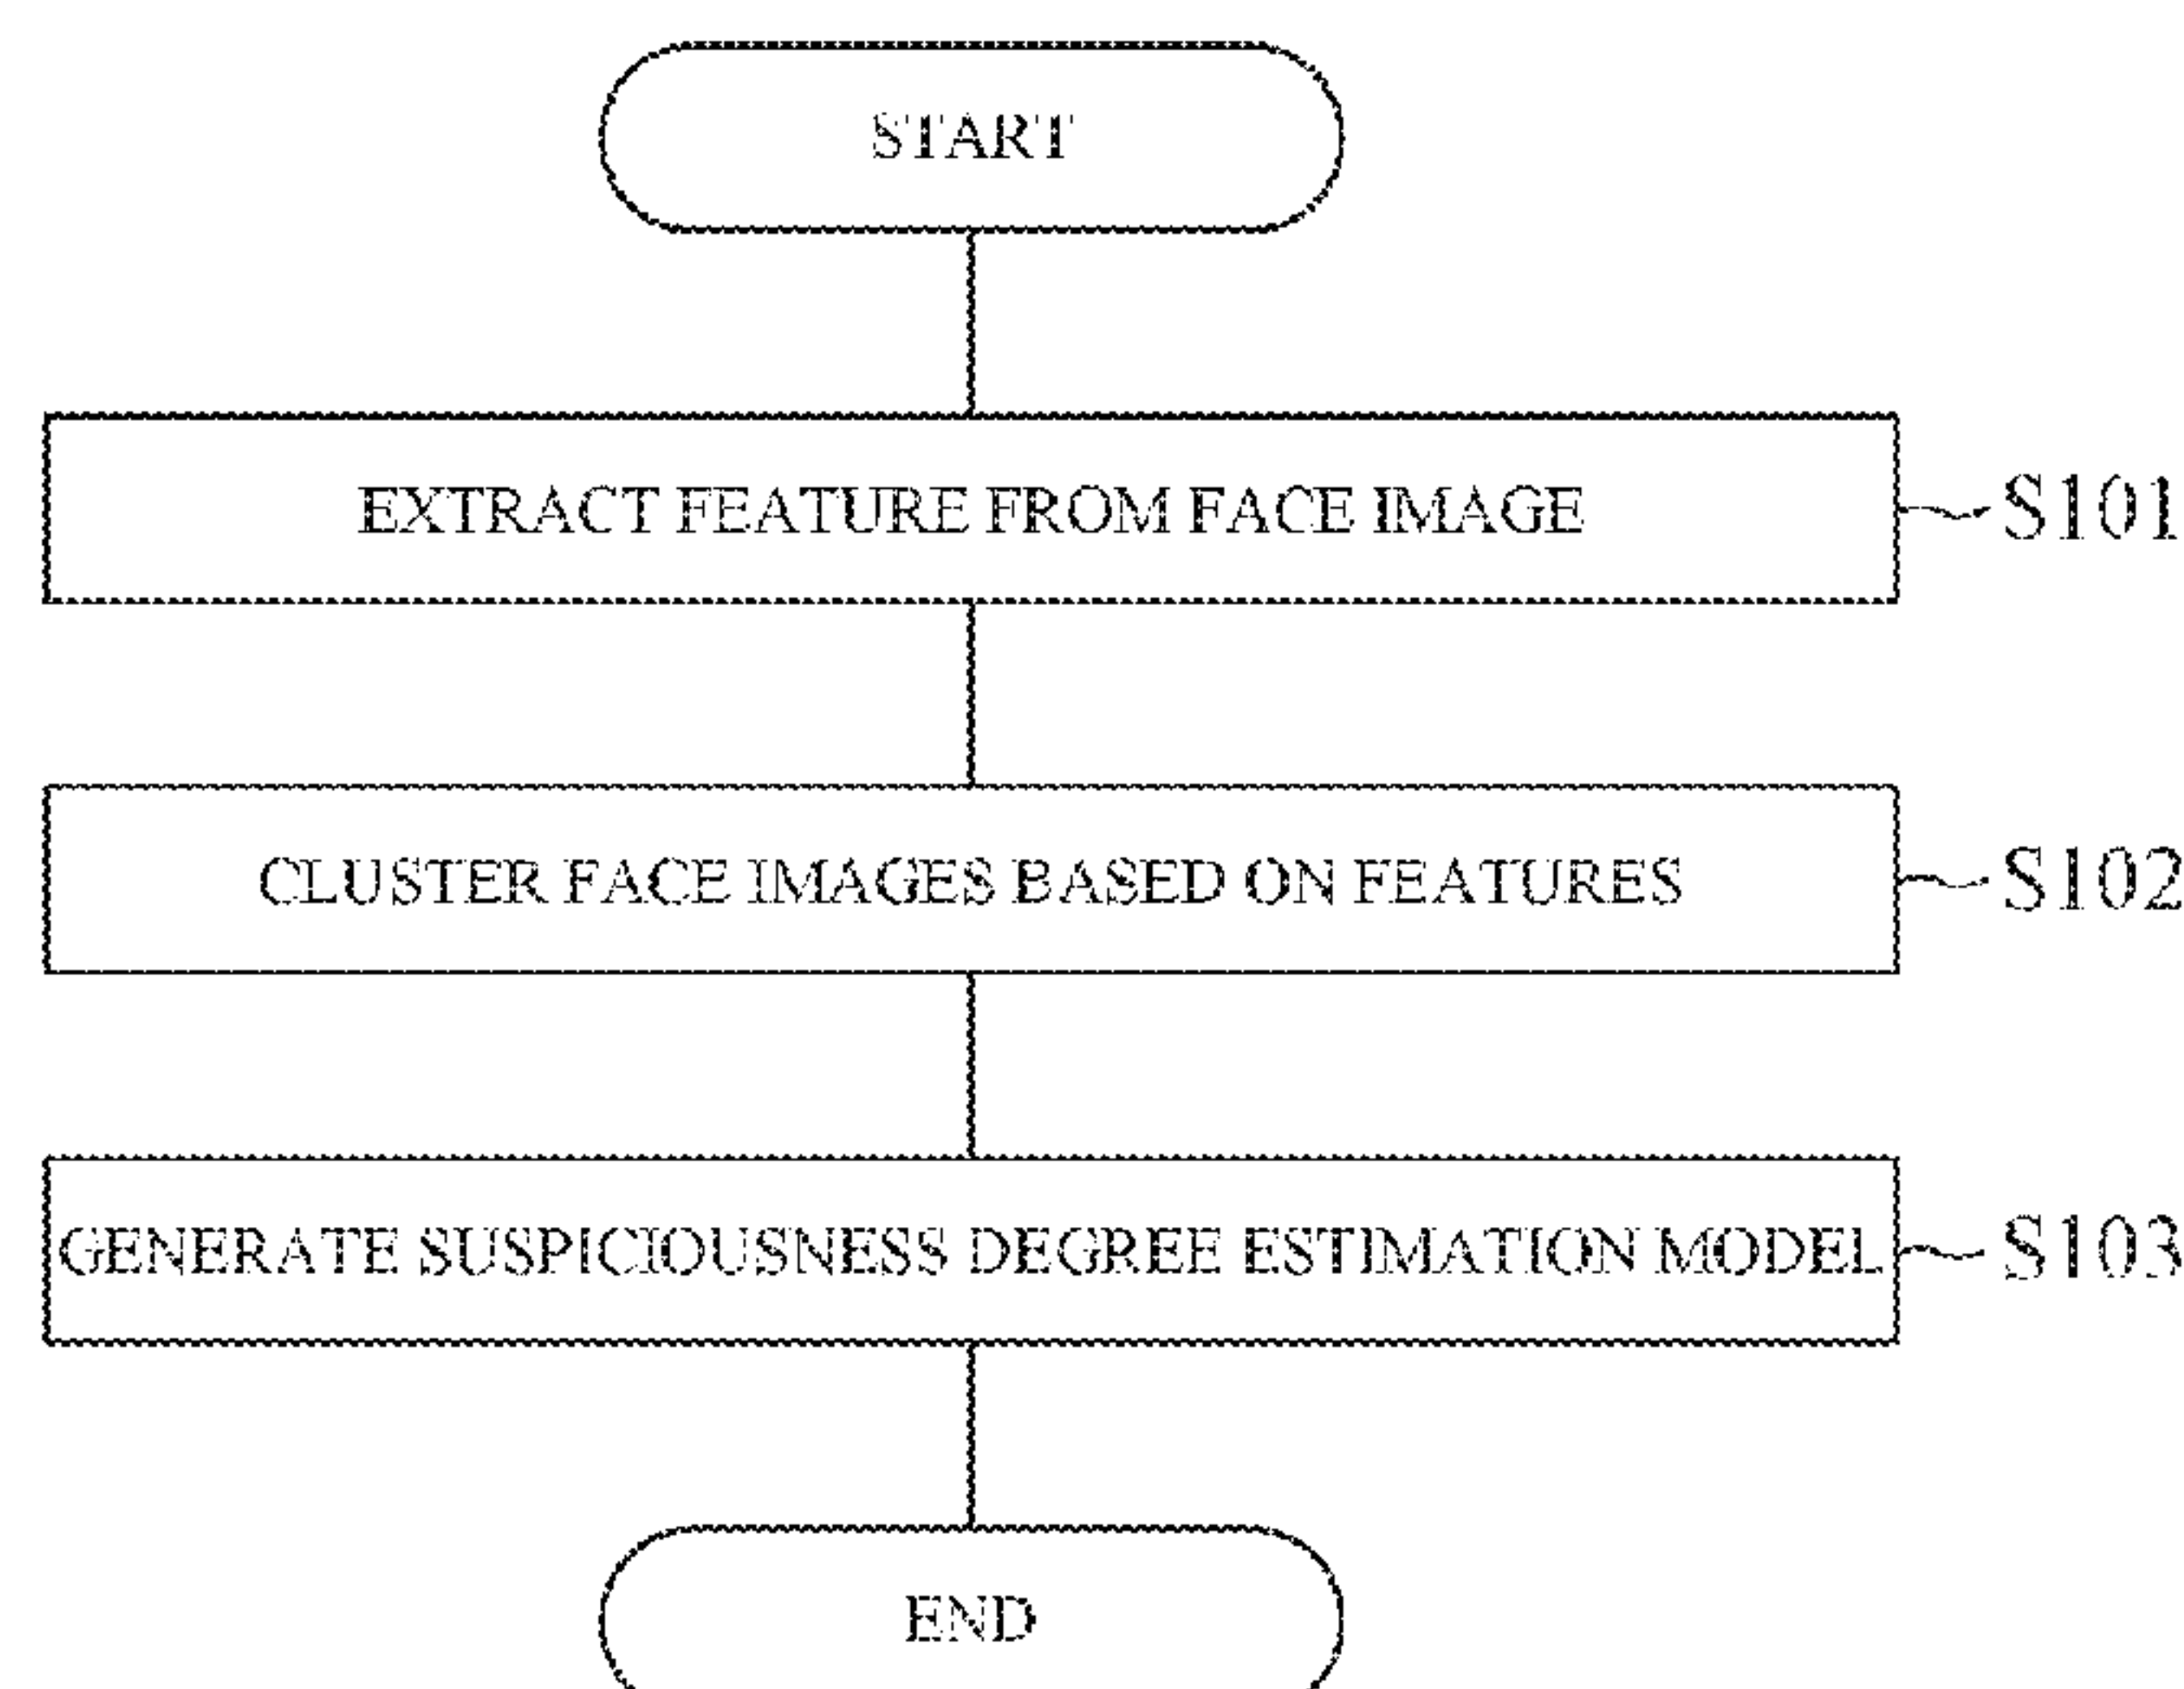 START
EXTRACT FEATURE FROM FACE IMAGE
S101
CLUSTER FACE IMAGES BASED ON FEATURES
S102
GENERATE SUSPICIOUSNESS DEGREE ESTIMATION MODEL
S103
END